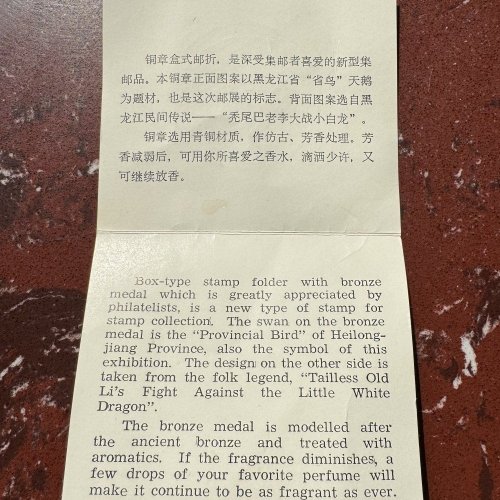 铜章盒式邮折，是深受集邮者喜爱的新型集
邮品。本铜章正面图案以黑龙江省“省鸟”天鹅
为题材，也是这次邮展的标志。背面图案选自黑
龙江民间传说——“秃尾巴老李大战小白龙”。
铜章选用青铜材质，作仿古、芳香处理。芳
香减弱后，可用你所喜爱之香水，滴洒少许，又
可继续放香。
Box-type stamp folder with bronze
medal which is greatly appreciated by
philatelists, is a new type of stamp for
stamp collection. The swan on the bronze
medal is the “Provincial Bird” of Heilong-
jiang Province, also the symbol of this
exhibition. The design on the other side is
taken from the folk legend, “Tailless Old
Li's Fight Against the Little White
Dragon”.
The bronze medal is modelled after
the ancient bronze and treated with
aromatics. If the fragrance diminishes, a
few drops of your favorite perfume will
make it continue to be as fragrant as ever.